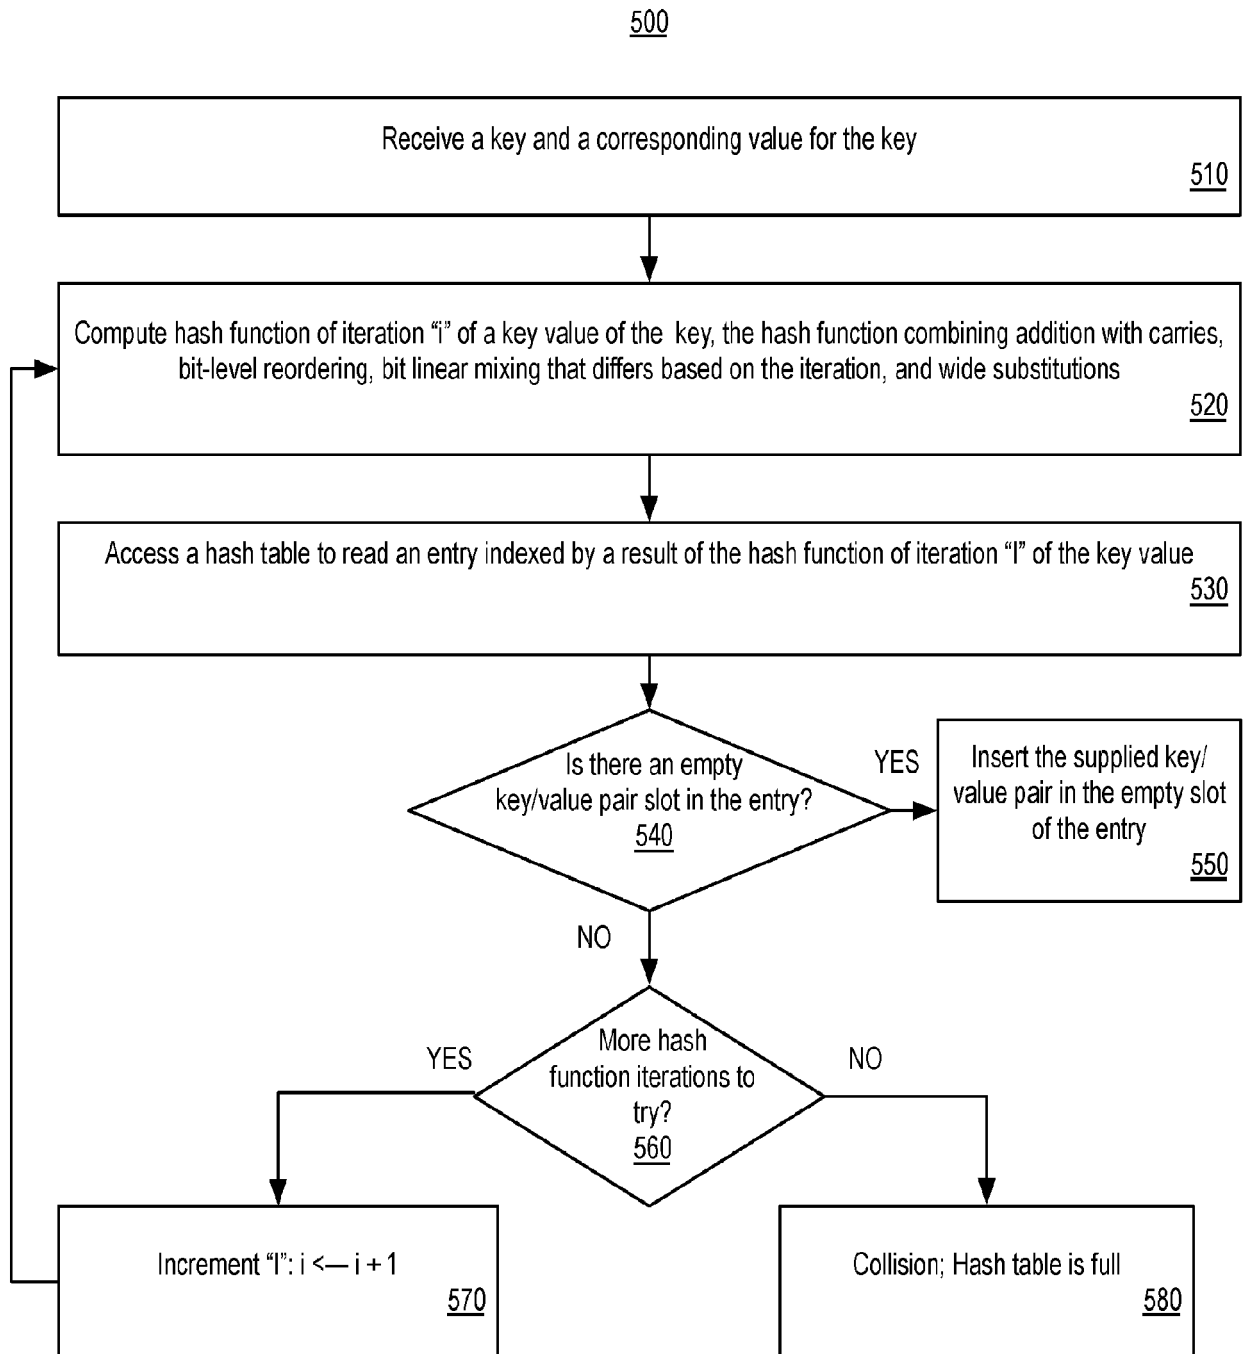 500
Receive a key and a corresponding value for the key
510
Compute hash function of iteration “i” of a key value of the key, the hash function combining addition with carries,
bit-level reordering, bit linear mixing that differs based on the iteration, and wide substitutions
520
Access a hash table to read an entry indexed by a result of the hash function of iteration “I” of the key value
530
Is there an empty
key/value pair slot in the entry?
540
YES
Insert the supplied key/
value pair in the empty slot
of the entry
550
NO
More hash
function iterations to
try?
560
YES
NO
Increment “I”: i <— i + 1
570
Collision; Hash table is full
580